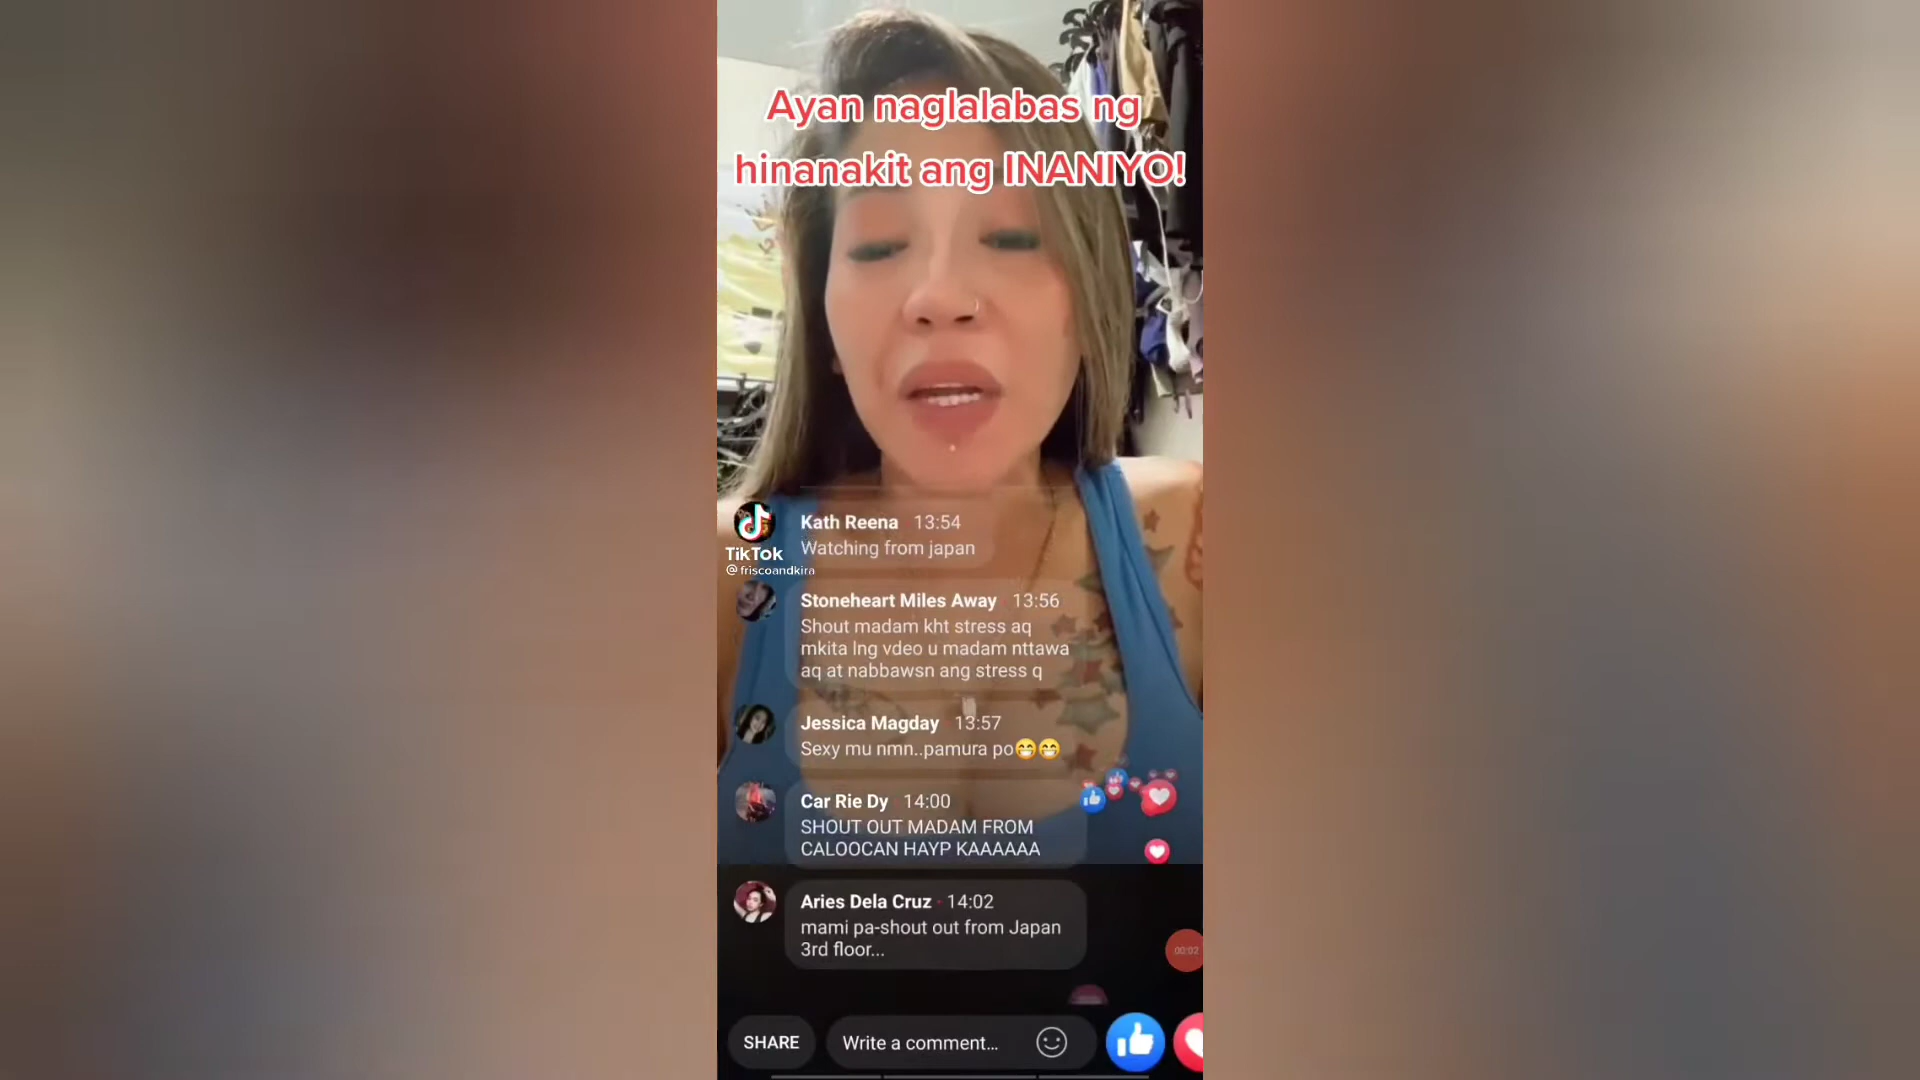 Ayan naglalabas ng
hinanakit ang INANIYO!
Kath Reena 13:54
Watching from japan
TikTok
@friscoandkira
Stoneheart Miles Away 13:56
Shout madam kht stress aq
mkita lng vdeo u madam nttawa
aq at nabbawsn ang stress q
Jessica Magday 13:57
Sexy mu nmn..pamura po😁😁
Car Rie Dy 14:00
SHOUT OUT MADAM FROM
CALOOCAN HAYP KAAAAAA
Aries Dela Cruz 14:02
mami pa-shout out from Japan
3rd floor...
00:02
SHARE
Write a comment...